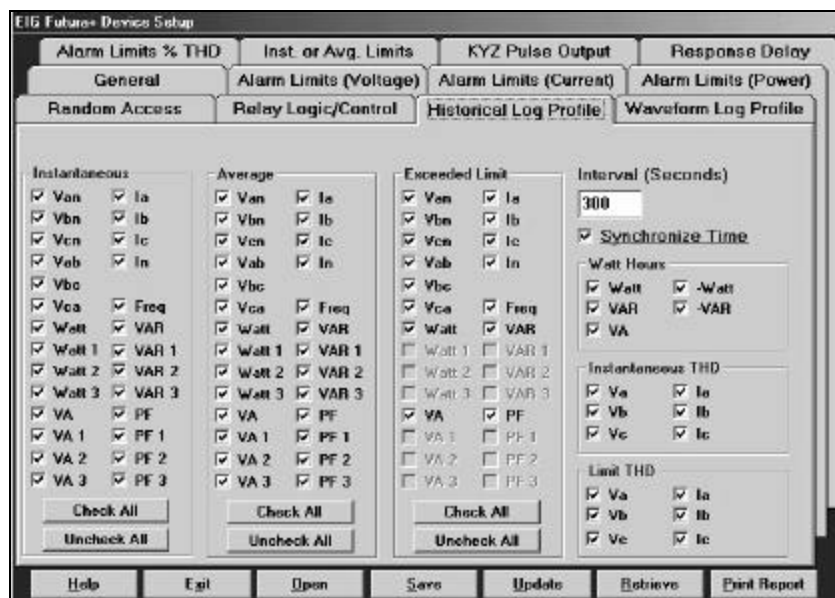 EIG Futura+ Device Setup
Alarm Limits % THD Inst. or Avg. Limits KYZ Pulse Output Response Delay
General Alarm Limits (Voltage) Alarm Limits (Current) Alarm Limits (Power)
Random Access Relay Logic/Control Historical Log Profile Waveform Log Profile
Instantaneous
Van Ia
Vbn Ib
Vcn Ic
Vab In
Vbc
Vca Freq
Watt VAR
Watt 1 VAR 1
Watt 2 VAR 2
Watt 3 VAR 3
VA PF
VA 1 PF 1
VA 2 PF 2
VA 3 PF 3
Check All
Uncheck All
Average
Van Ia
Vbn Ib
Vcn Ic
Vab In
Vbc
Vca Freq
Watt VAR
Watt 1 VAR 1
Watt 2 VAR 2
Watt 3 VAR 3
VA PF
VA 1 PF 1
VA 2 PF 2
VA 3 PF 3
Check All
Uncheck All
Exceeded Limit
Van Ia
Vbn Ib
Vcn Ic
Vab In
Vbc
Vca Freq
Watt VAR
Watt 1 VAR 1
Watt 2 VAR 2
Watt 3 VAR 3
VA PF
VA 1 PF 1
VA 2 PF 2
VA 3 PF 3
Check All
Uncheck All
Interval (Seconds)
300
Synchronize Time
Watt Hours
Watt -Watt
VAR -VAR
VA
Instantaneous THD
Va Ia
Vb Ib
Vc Ic
Limit THD
Va Ia
Vb Ib
Vc Ic
Help Exit Open Save Update Retrieve Print Report